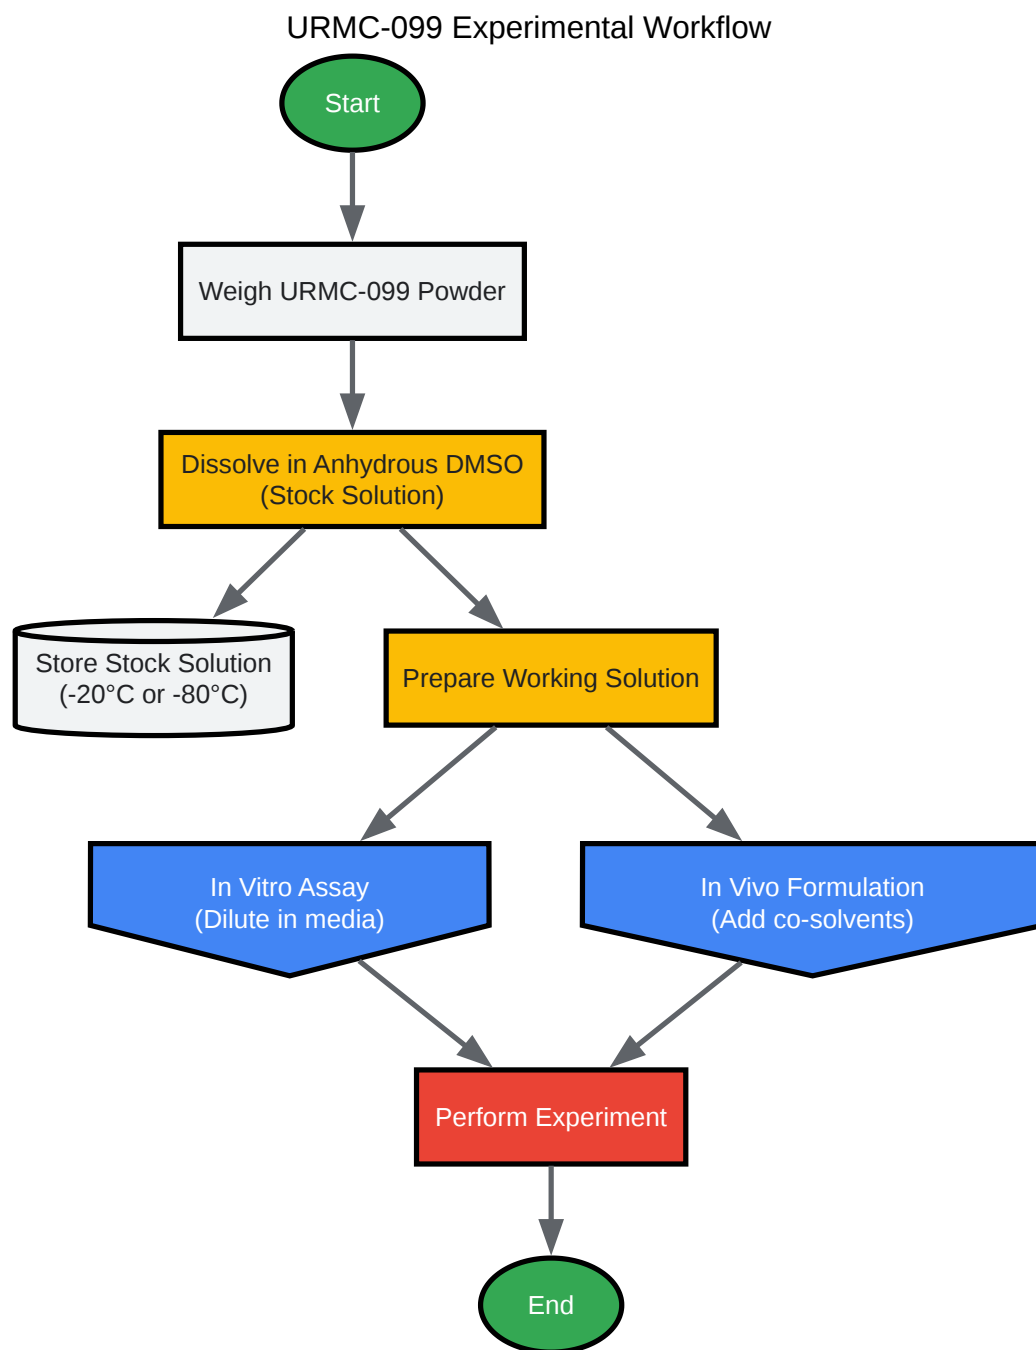 URMC-099 Experimental Workflow
Start
Weigh URMC-099 Powder
Dissolve in Anhydrous DMSO
(Stock Solution)
Store Stock Solution
(-20°C or -80°C)
Prepare Working Solution
In Vitro Assay
(Dilute in media)
In Vivo Formulation
(Add co-solvents)
Perform Experiment
End